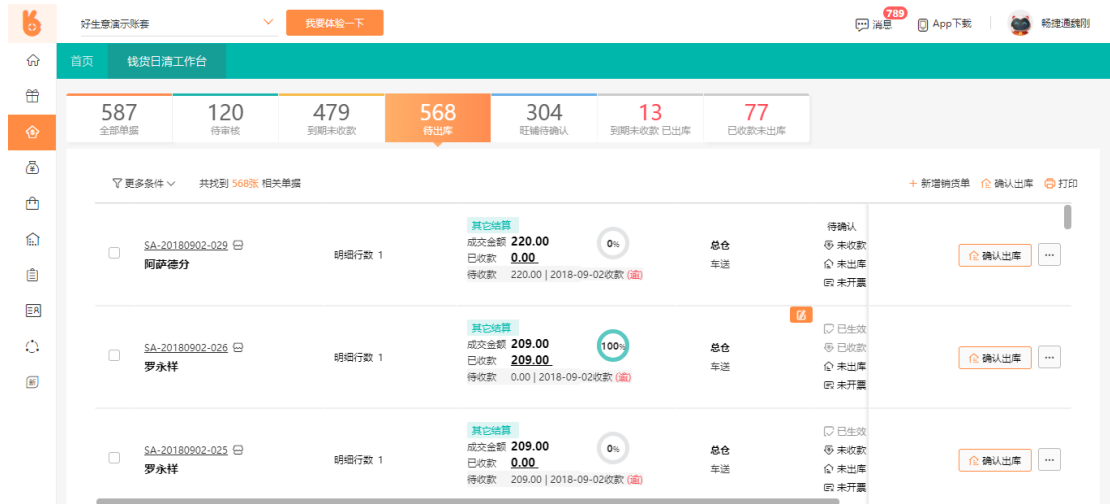 好生意演示账套
我要体验一下
789
消息
App下载
畅捷通魏刚
首页
钱货日清工作台
587
全部单据
120
待审核
479
到期未收款
568
待出库
304
旺铺待确认
13
到期未收款 已出库
77
已收款未出库
更多条件
共找到 568张 相关单据
+ 新增销货单
确认出库
打印
SA-20180902-029
阿萨德分
明细行数 1
其它结算
成交金额 220.00
已收款 0.00
待收款 220.00 | 2018-09-02收款 (逾)
0%
总仓
车送
待确认
未收款
未出库
未开票
确认出库
...
SA-20180902-026
罗永祥
明细行数 1
其它结算
成交金额 209.00
已收款 209.00
待收款 0.00 | 2018-09-02收款 (逾)
100%
总仓
车送
已生效
已收款
未出库
未开票
确认出库
...
SA-20180902-025
罗永祥
明细行数 1
其它结算
成交金额 209.00
已收款 0.00
待收款 209.00 | 2018-09-02收款 (逾)
0%
总仓
车送
已生效
未收款
未出库
未开票
确认出库
...
新